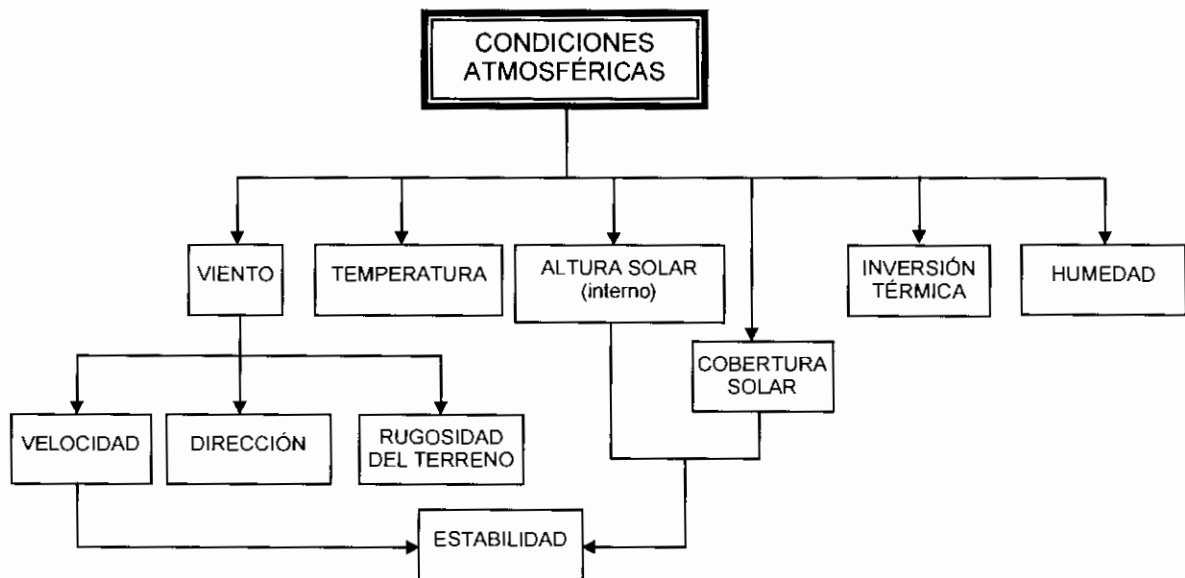 CONDICIONES
ATMOSFÉRICAS
VIENTO
TEMPERATURA
ALTURA SOLAR
(interno)
INVERSIÓN
TÉRMICA
HUMEDAD
COBERTURA
SOLAR
VELOCIDAD
DIRECCIÓN
RUGOSIDAD
DEL TERRENO
ESTABILIDAD